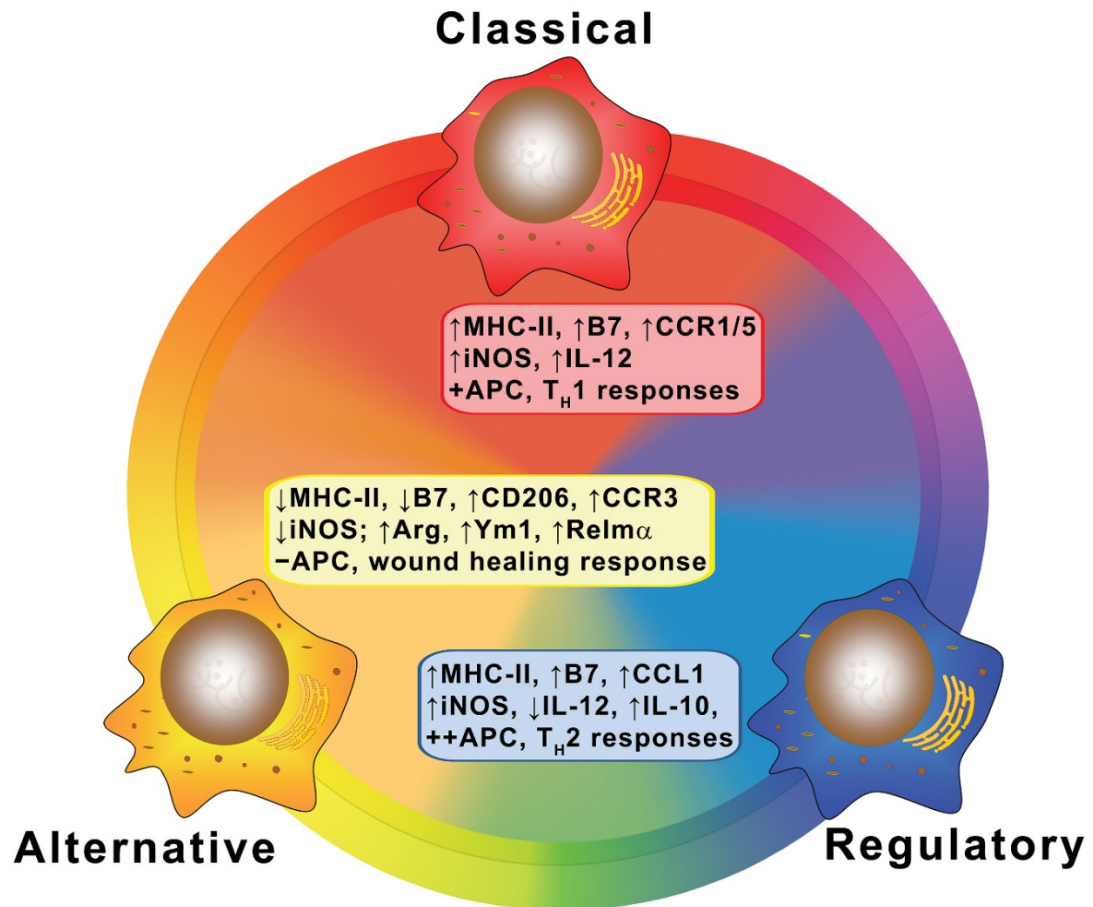 Classical
↑MHC-II, ↑B7, ↑CCR1/5
↑iNOS, ↑IL-12
+APC, TH1 responses
↓MHC-II, ↓B7, ↑CD206, ↑CCR3
↓iNOS; ↑Arg, ↑Ym1, ↑Relmα
−APC, wound healing response
↑MHC-II, ↑B7, ↑CCL1
↑iNOS, ↓IL-12, ↑IL-10,
++APC, TH2 responses
Alternative
Regulatory